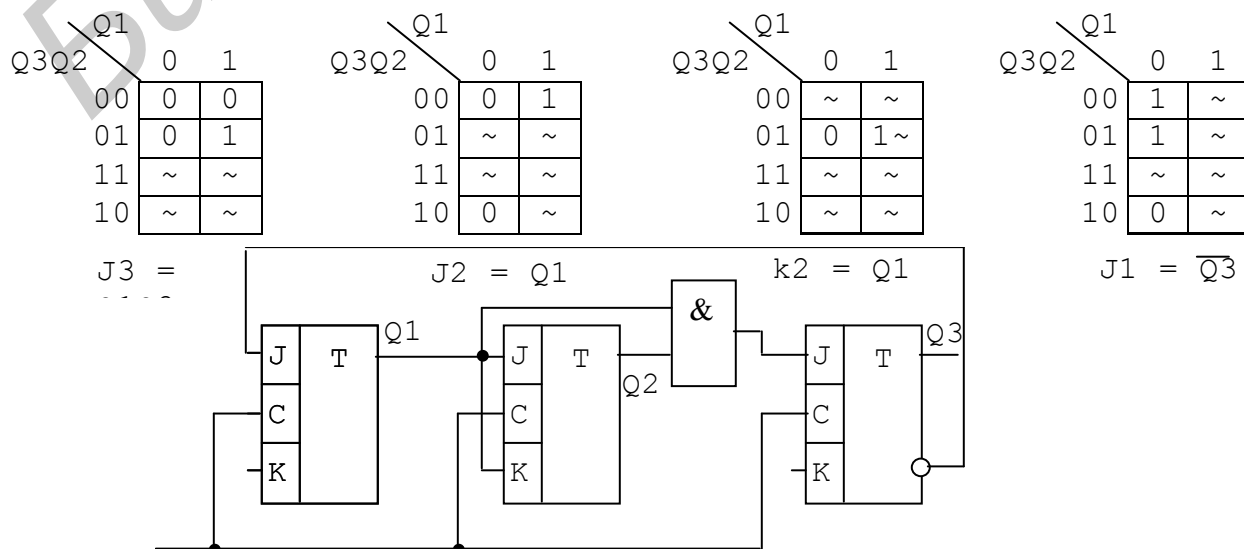 Q1 Q1 Q1 Q1
Q3Q2 0 1 Q3Q2 0 1 Q3Q2 0 1 Q3Q2 0 1
00 0 0 00 0 1 00 ~ ~ 00 1 ~
01 0 1 01 ~ ~ 01 0 1~ 01 1 ~
11 ~ ~ 11 ~ ~ 11 ~ ~ 11 ~ ~
10 ~ ~ 10 0 ~ 10 ~ ~ 10 0 ~
J3 = J2 = Q1 k2 = Q1 J1 = Q̅3̅
&
Q1 Q3
J T J T J T
Q2
C C C
K K K